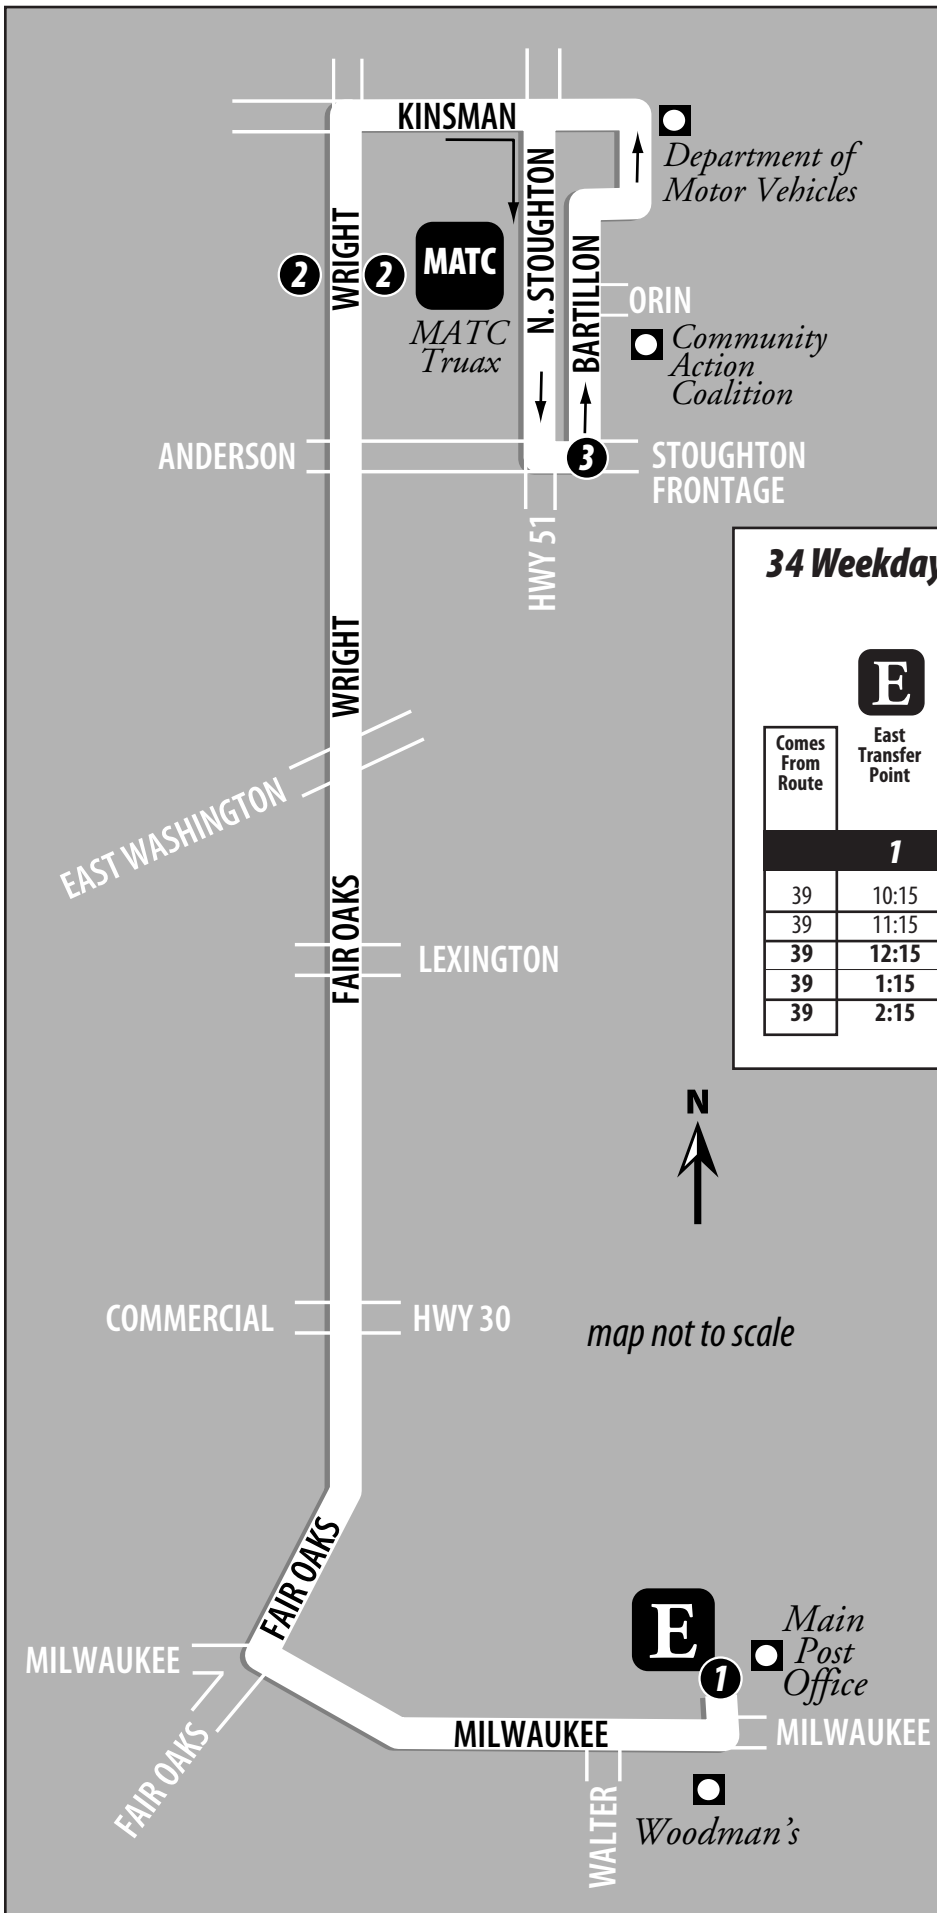 KINSMAN
Department of
Motor Vehicles
WRIGHT
2
2
MATC
MATC
Truax
N. STOUGHTON
BARTILLON
ORIN
Community
Action
Coalition
ANDERSON
3
STOUGHTON
FRONTAGE
HWY 51
34 Weekday
E
Comes
From
Route
East
Transfer
Point
1
39 10:15
39 11:15
39 12:15
39 1:15
39 2:15
WRIGHT
EAST WASHINGTON
FAIR OAKS
LEXINGTON
N
COMMERCIAL
HWY 30
map not to scale
FAIR OAKS
MILWAUKEE
FAIR OAKS
E
1
Main
Post
Office
MILWAUKEE
MILWAUKEE
WALTER
Woodman's